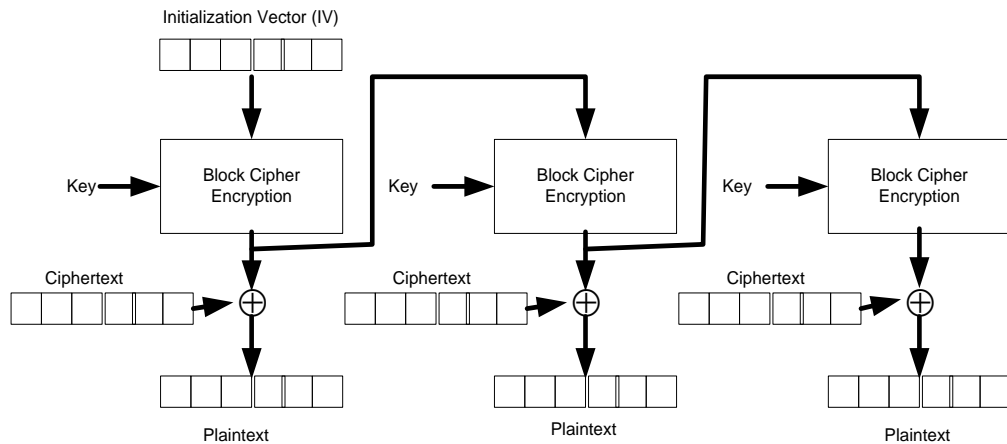 Initialization Vector (IV)
Key
Block Cipher
Encryption
Key
Block Cipher
Encryption
Key
Block Cipher
Encryption
Ciphertext
Ciphertext
Ciphertext
Plaintext
Plaintext
Plaintext